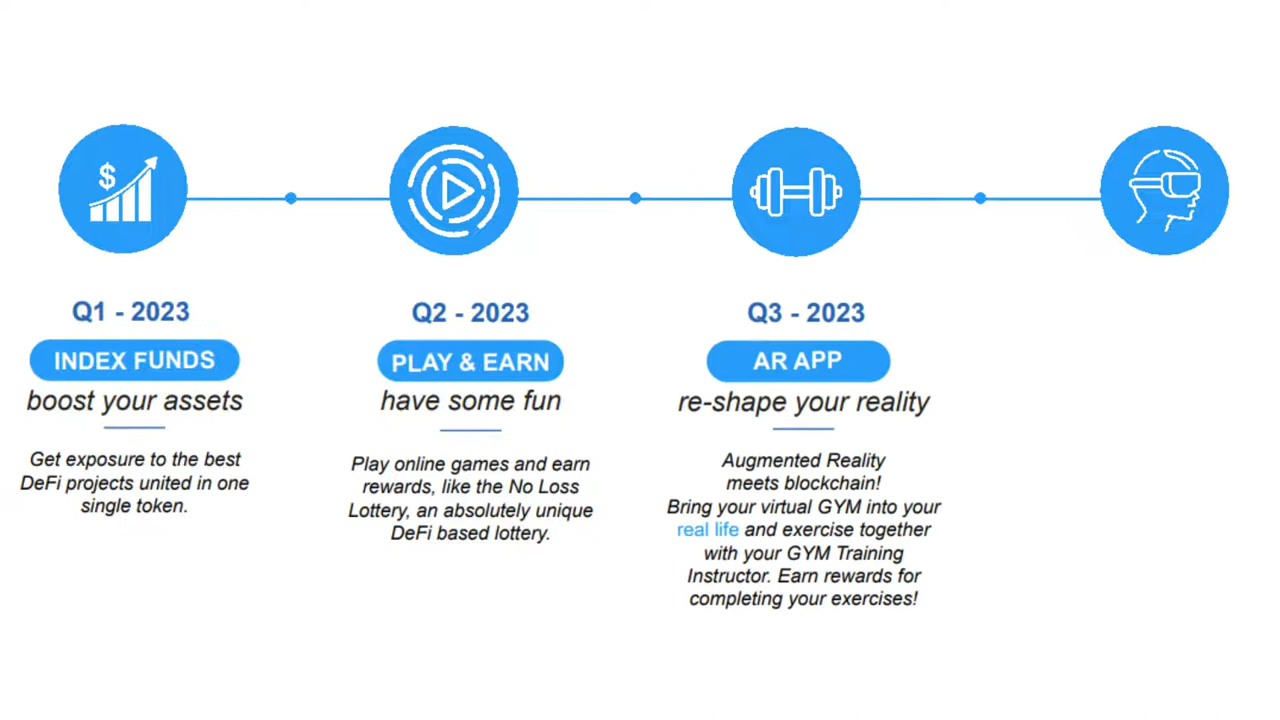 $
Q1 - 2023
INDEX FUNDS
boost your assets
Get exposure to the best
DeFi projects united in one
single token.
Q2 - 2023
PLAY & EARN
have some fun
Play online games and earn
rewards, like the No Loss
Lottery, an absolutely unique
DeFi based lottery.
Q3 - 2023
AR APP
re-shape your reality
Augmented Reality
meets blockchain!
Bring your virtual GYM into your
real life and exercise together
with your GYM Training
Instructor. Earn rewards for
completing your exercises!